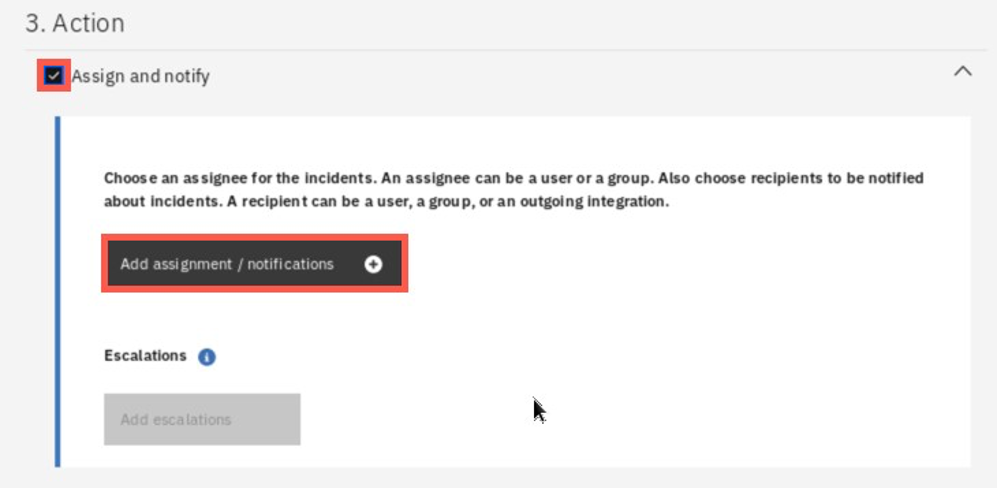 3. Action
Assign and notify
Choose an assignee for the incidents. An assignee can be a user or a group. Also choose recipients to be notified
about incidents. A recipient can be a user, a group, or an outgoing integration.
Add assignment / notifications
Escalations
Add escalations